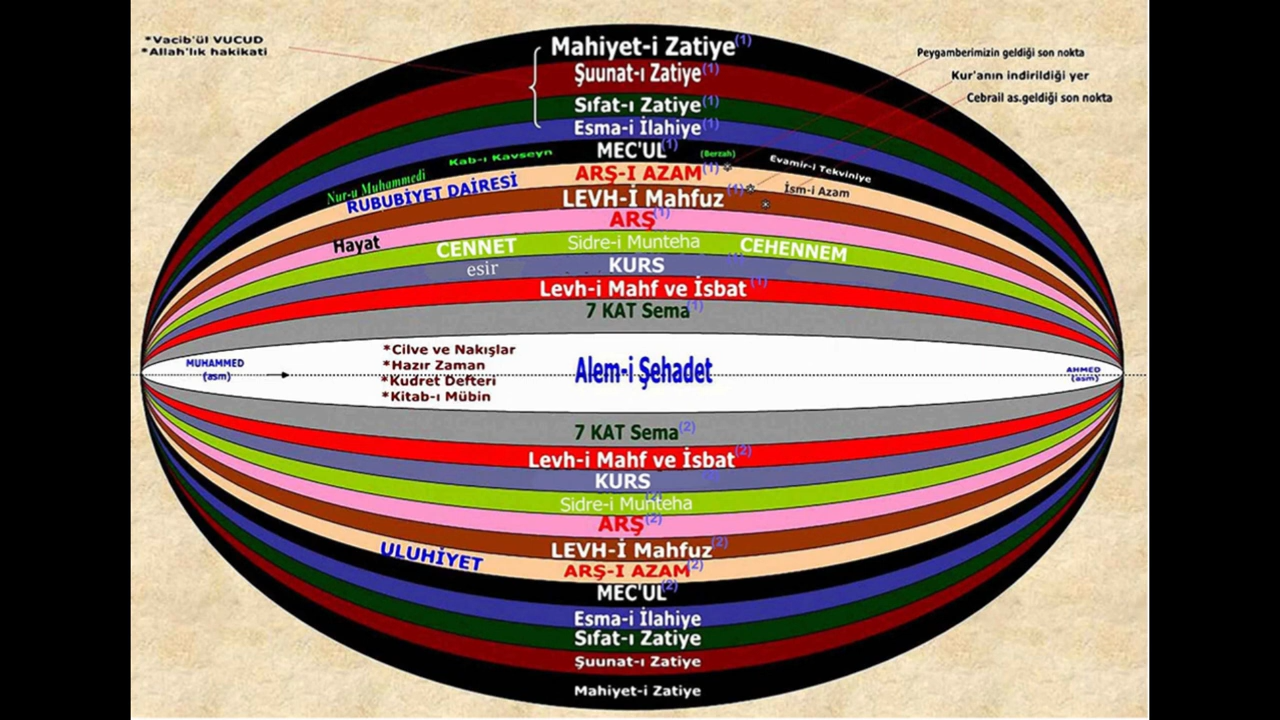 *Vacib'ül VUCUD
*Allah'lık hakikati
Mahiyet-i Zatiye(1)
Şuunat-ı Zatiye(1)
Sıfat-ı Zatiye(1)
Esma-i İlahiye(1)
Peygamberimizin geldiği son nokta
Kur'anın indirildiği yer
Cebrail as.geldiği son nokta
Kab-ı Kavseyn
MEC'UL(1)
(Berzah)
Evamir-i Tekviniye
Nur-u Muhammedi
RUBUBİYET DAİRESİ
ARŞ-I AZAM(1)
LEVH-İ Mahfuz(1)
İsm-i Azam
ARŞ(1)
Hayat
CENNET
Sidre-i Munteha
CEHENNEM
esir
KURS(1)
Levh-i Mahf ve İsbat(1)
7 KAT Sema(1)
MUHAMMED
(asm)
*Cilve ve Nakışlar
*Hazır Zaman
*Kudret Defteri
*Kitab-ı Mübin
Alem-i Şehadet
AHMED
(asm)
7 KAT Sema(2)
Levh-i Mahf ve İsbat(2)
KURS(2)
Sidre-i Munteha(2)
ARŞ(2)
LEVH-İ Mahfuz(2)
ULUHİYET
ARŞ-I AZAM(2)
MEC'UL(2)
Esma-i İlahiye
Sıfat-ı Zatiye
Şuunat-ı Zatiye
Mahiyet-i Zatiye